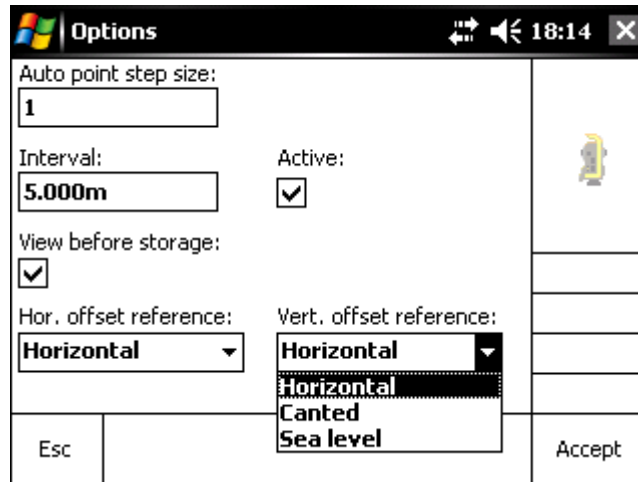 Options 18:14
Auto point step size:
1
Interval: Active:
5.000m
View before storage:
Hor. offset reference: Vert. offset reference:
Horizontal Horizontal
Horizontal
Canted
Sea level
Esc Accept